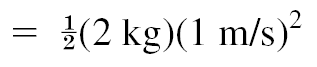 = ½(2 kg)(1 m/s)²